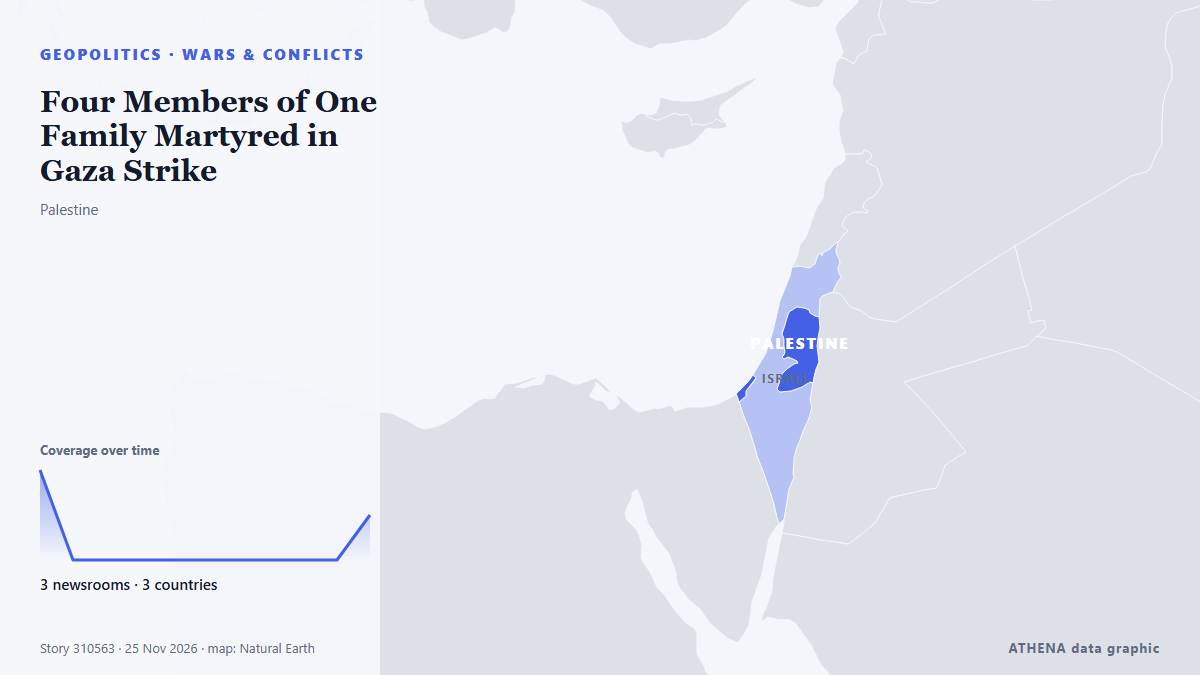 GEOPOLITICS · WARS & CONFLICTS
Four Members of One
Family Martyred in
Gaza Strike
Palestine
PALESTINE
ISRAEL
Coverage over time
3 newsrooms · 3 countries
Story 310563 · 25 Nov 2026 · map: Natural Earth
ATHENA data graphic